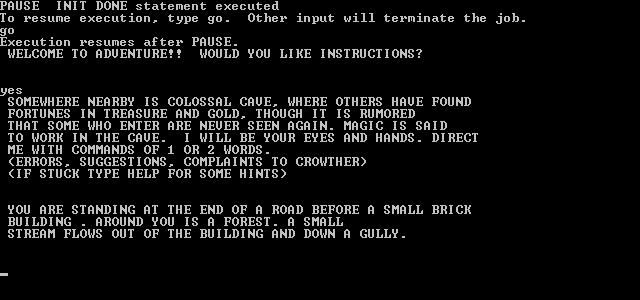 PAUSE  INIT DONE statement executed
To resume execution, type go.  Other input will terminate the job.
go
Execution resumes after PAUSE.
WELCOME TO ADVENTURE!!  WOULD YOU LIKE INSTRUCTIONS?
yes
SOMEWHERE NEARBY IS COLOSSAL CAVE, WHERE OTHERS HAVE FOUND
FORTUNES IN TREASURE AND GOLD, THOUGH IT IS RUMORED
THAT SOME WHO ENTER ARE NEVER SEEN AGAIN. MAGIC IS SAID
TO WORK IN THE CAVE.  I WILL BE YOUR EYES AND HANDS. DIRECT
ME WITH COMMANDS OF 1 OR 2 WORDS.
(ERRORS, SUGGESTIONS, COMPLAINTS TO CROWTHER)
(IF STUCK TYPE HELP FOR SOME HINTS)
YOU ARE STANDING AT THE END OF A ROAD BEFORE A SMALL BRICK
BUILDING . AROUND YOU IS A FOREST. A SMALL
STREAM FLOWS OUT OF THE BUILDING AND DOWN A GULLY.